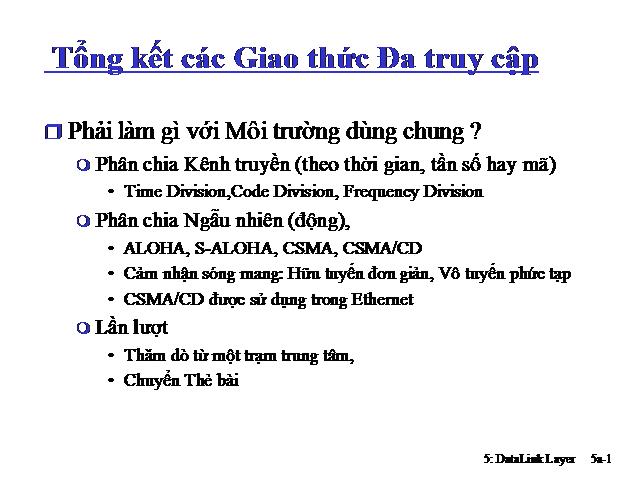 Tổng kết các Giao thức Đa truy cập
Phải làm gì với Môi trường dùng chung ?
Phân chia Kênh truyền (theo thời gian, tần số hay mã)
• Time Division,Code Division, Frequency Division
Phân chia Ngẫu nhiên (động),
• ALOHA, S-ALOHA, CSMA, CSMA/CD
• Cảm nhận sóng mang: Hữu tuyến đơn giản, Vô tuyến phức tạp
• CSMA/CD được sử dụng trong Ethernet
Lần lượt
• Thăm dò từ một trạm trung tâm,
• Chuyển Thẻ bài
5: DataLink Layer 5a-1